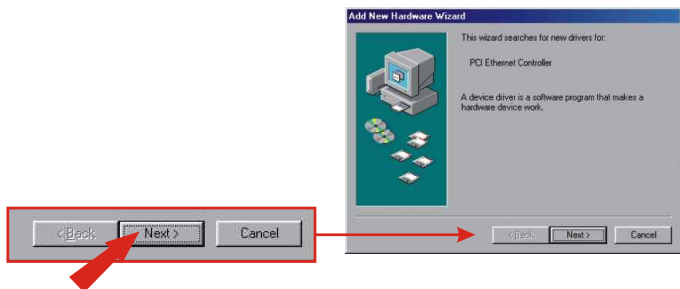 Add New Hardware Wizard
This wizard searches for new drivers for:
PCI Ethernet Controller
A device driver is a software program that makes a
hardware device work.
< Back Next > Cancel
< Back Next > Cancel